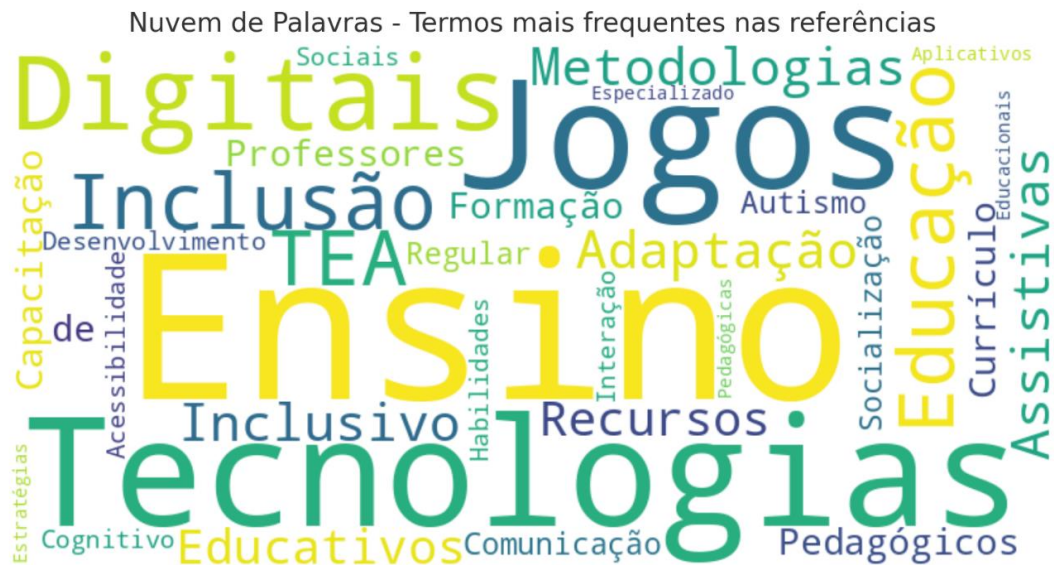 Nuvem de Palavras - Termos mais frequentes nas referências
Sociais
Aplicativos
Digitais
Metodologias
Jogos
Especializado
Educação
Educacionais
Professores
Capacitação
Inclusão
Formação
Autismo
Assistivas
Desenvolvimento
TEA
Regular
Adaptação
Currículo
Socialização
Acessibilidade
de
Ensino
Interação
Pedagógicas
Habilidades
Inclusivo
Recursos
Tecnologias
Estratégias
Cognitivo
Educativos
Comunicação
Pedagógicos